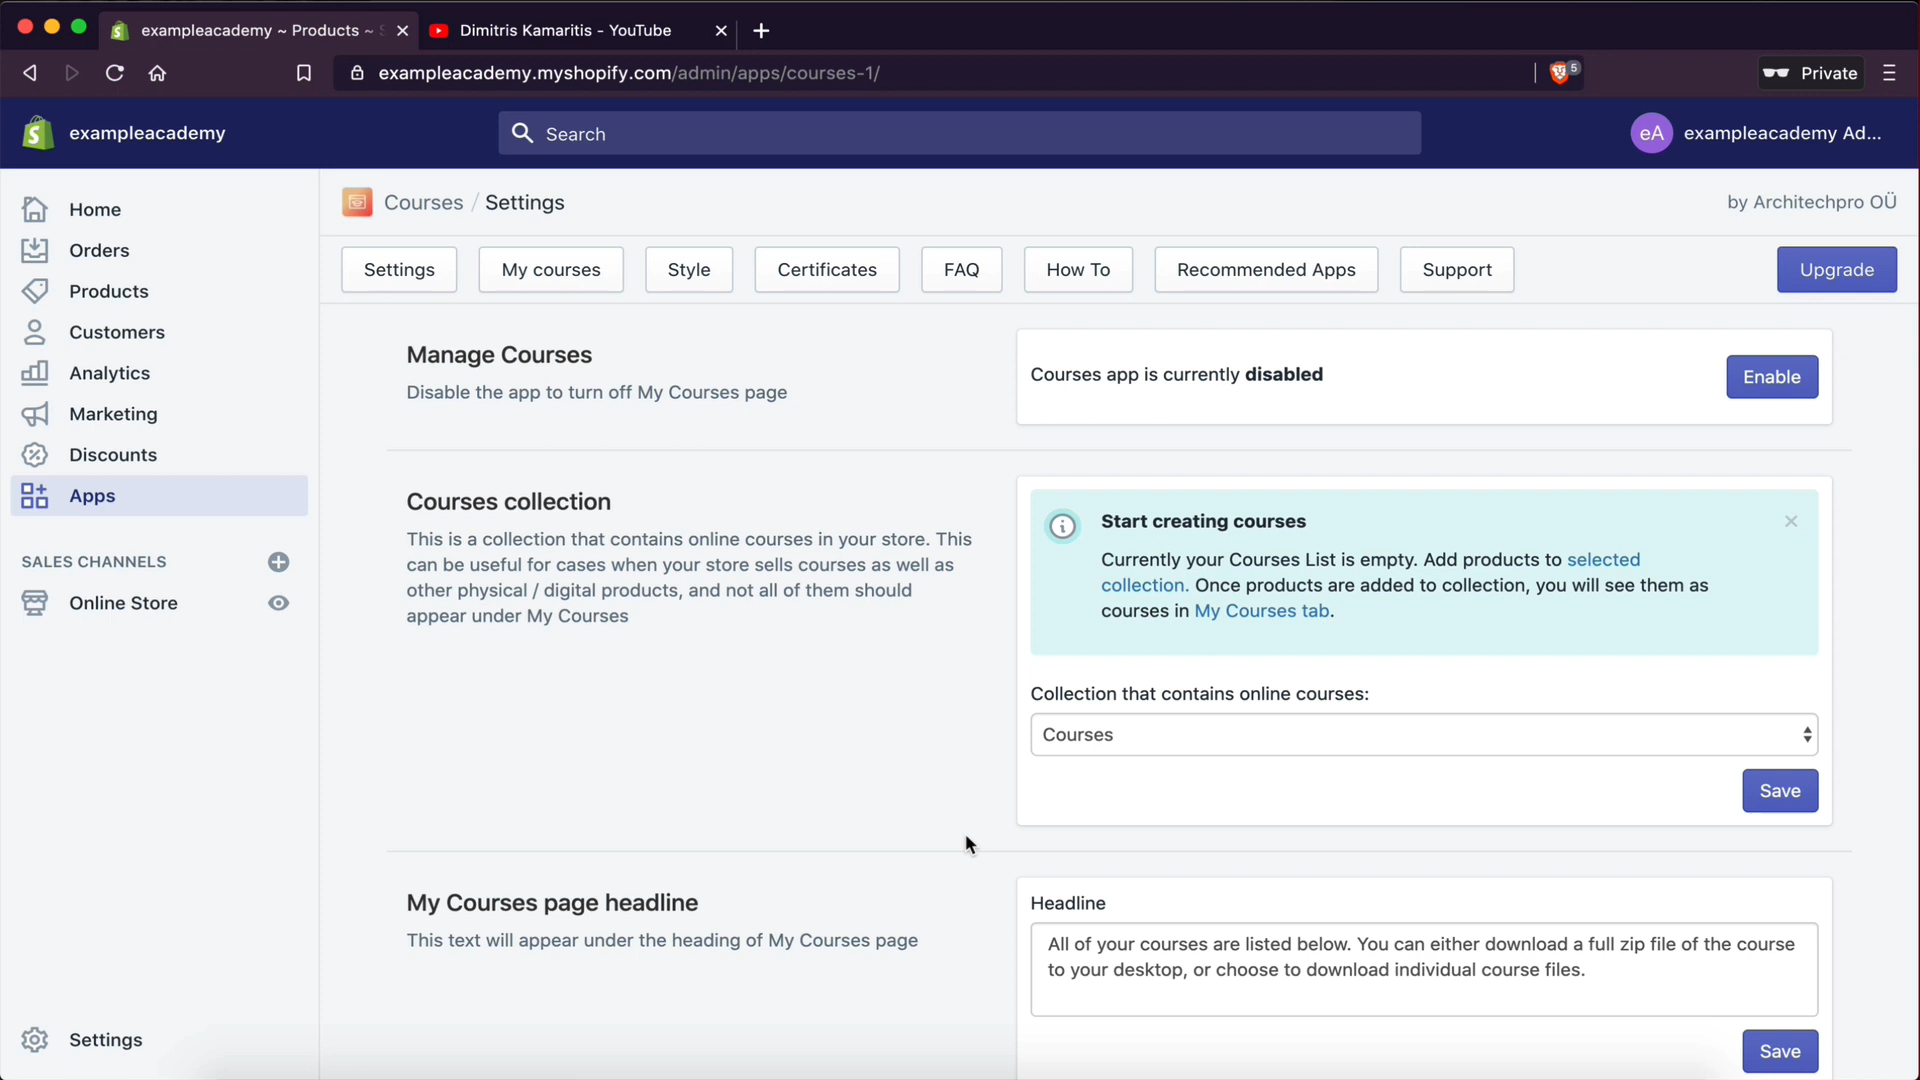 exampleacademy ~ Products ~
Dimitris Kamaritis - YouTube
exampleacademy.myshopify.com/admin/apps/courses-1/
5
Private
exampleacademy
Search
eA
exampleacademy Ad...
Home
Orders
Products
Customers
Analytics
Marketing
Discounts
Apps
SALES CHANNELS
Online Store
Settings
Courses / Settings
by Architechpro OÜ
Settings
My courses
Style
Certificates
FAQ
How To
Recommended Apps
Support
Upgrade
Manage Courses
Disable the app to turn off My Courses page
Courses app is currently disabled
Enable
Courses collection
This is a collection that contains online courses in your store. This
can be useful for cases when your store sells courses as well as
other physical / digital products, and not all of them should
appear under My Courses
Start creating courses
Currently your Courses List is empty. Add products to selected
collection. Once products are added to collection, you will see them as
courses in My Courses tab.
Collection that contains online courses:
Courses
Save
My Courses page headline
This text will appear under the heading of My Courses page
Headline
All of your courses are listed below. You can either download a full zip file of the course
to your desktop, or choose to download individual course files.
Save